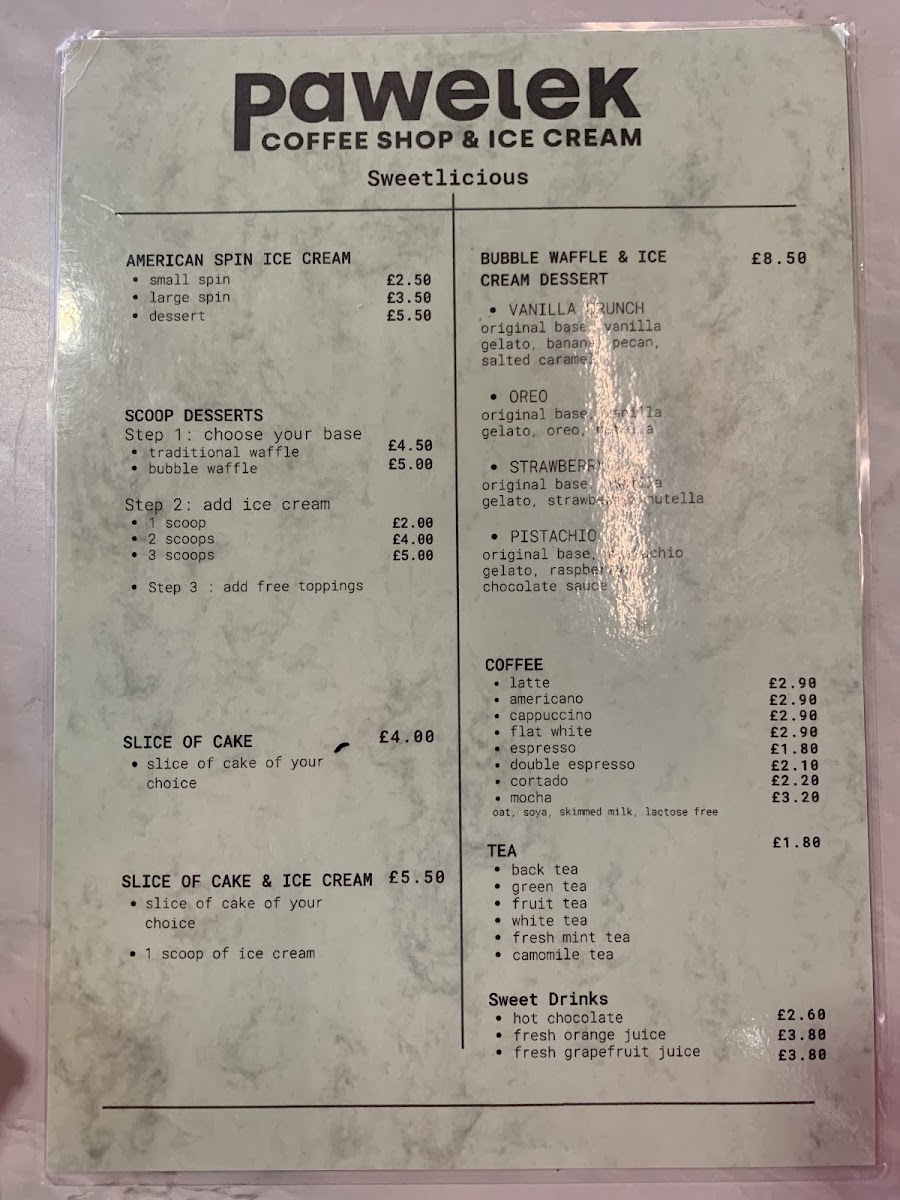 pawelek
COFFEE SHOP & ICE CREAM
Sweetlicious
AMERICAN SPIN ICE CREAM
• small spin £2.50
• large spin £3.50
• dessert £5.50
SCOOP DESSERTS
Step 1: choose your base
• traditional waffle £4.50
• bubble waffle £5.00
Step 2: add ice cream
• 1 scoop £2.00
• 2 scoops £4.00
• 3 scoops £5.00
• Step 3 : add free toppings
SLICE OF CAKE £4.00
• slice of cake of your
choice
SLICE OF CAKE & ICE CREAM £5.50
• slice of cake of your
choice
• 1 scoop of ice cream
BUBBLE WAFFLE & ICE £8.50
CREAM DESSERT
• VANILLA CRUNCH
original base, vanilla
gelato, banana, pecan,
salted caramel
• OREO
original base, vanilla
gelato, oreo,
• STRAWBERRY
original base, vanilla
gelato, nutella
• PISTACHIO
original base, pistachio
gelato, raspberry,
chocolate sauce
COFFEE
• latte £2.90
• americano £2.90
• cappuccino £2.90
• flat white £2.90
• espresso £1.80
• double espresso £2.10
• cortado £2.20
• mocha £3.20
oat, soya, skimmed milk, lactose free
TEA £1.80
• back tea
• green tea
• fruit tea
• white tea
• fresh mint tea
• camomile tea
Sweet Drinks
• hot chocolate £2.60
• fresh orange juice £3.80
• fresh grapefruit juice £3.80